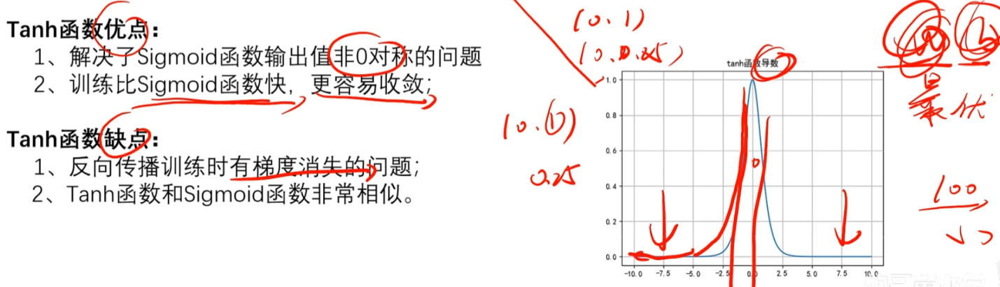 Tanh函数优点：
1、解决了Sigmoid函数输出值非0对称的问题
2、训练比Sigmoid函数快，更容易收敛；
Tanh函数缺点：
1、反向传播训练时有梯度消失的问题；
2、Tanh函数和Sigmoid函数非常相似。
(0, 1)
(0, 0.25)
(0, 1)
0.25
tanh函数导数
1.0
0.8
0.6
0.4
0.2
0.0
-10.0 -7.5 -5.0 -2.5 0.0 2.5 5.0 7.5 10.0
0
最优
100